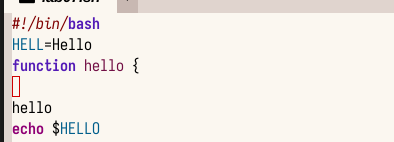 #!/bin/bash
HELL=Hello
function hello {
hello
echo $HELLO